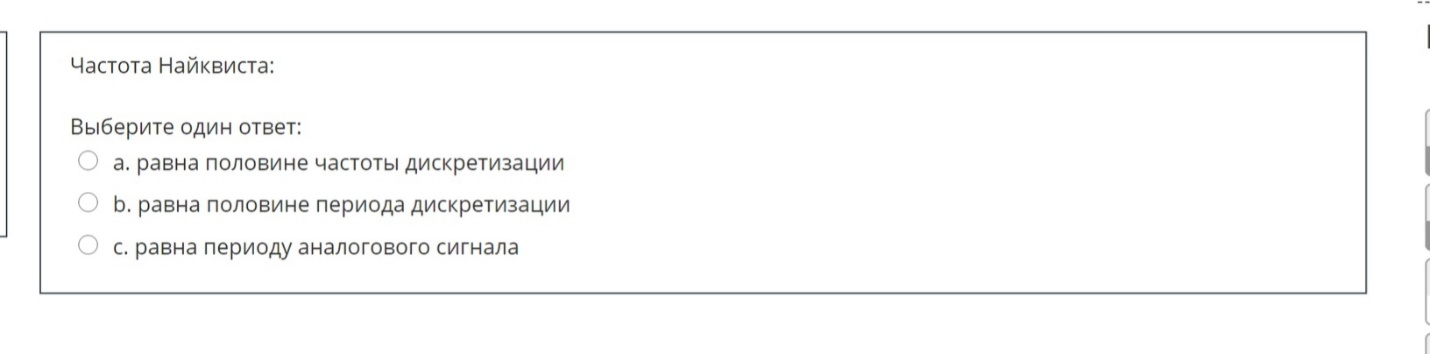 Частота Найквиста:
Выберите один ответ:
a. равна половине частоты дискретизации
b. равна половине периода дискретизации
c. равна периоду аналогового сигнала